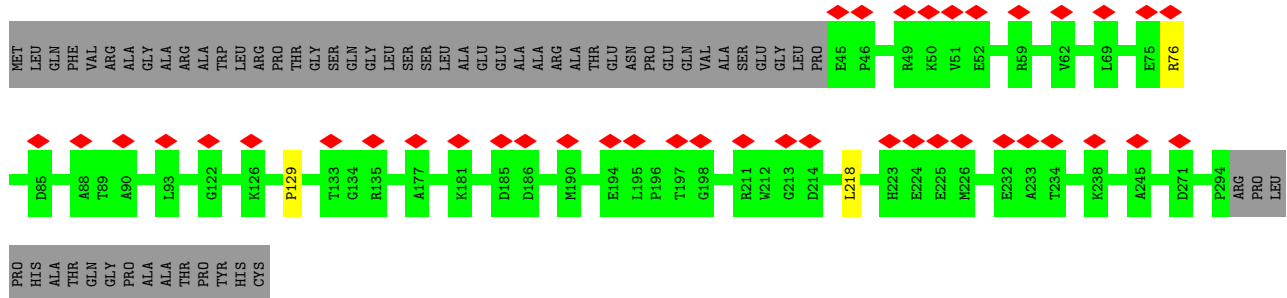 MET LEU GLN PHE VAL ARG ALA GLY ALA ARG ALA TRP LEU ARG PRO THR GLY SER GLN GLY LEU SER SER LEU ALA GLU GLU ALA ALA ARG ALA THR GLU ASN PRO GLU GLN VAL ALA SER GLU GLY LEU PRO E45 P46 R49 K50 V51 E52 R59 V62 L69 E75 R76
D85 A88 T89 A90 L93 G122 K126 P129 T133 G134 R135 A177 K181 D185 D186 M190 E194 L195 P196 T197 G198 R211 W212 G213 D214 L218 H223 E224 E225 M226 E232 A233 T234 K238 A245 D271 P294 ARG PRO LEU
PRO HIS ALA THR GLN GLY PRO ALA ALA THR PRO TYR HIS CYS